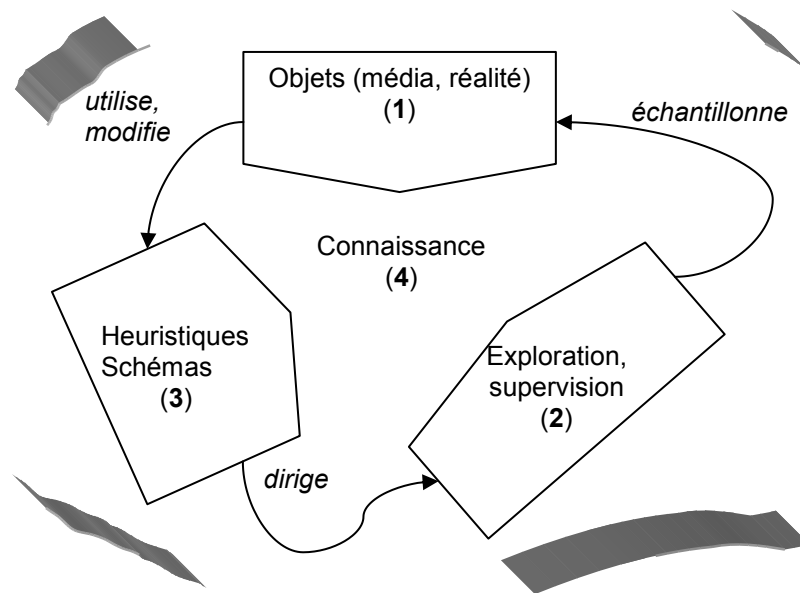 Objets (média, réalité)
(1)
utilise,
modifie
échantillonne
Connaissance
(4)
Heuristiques
Schémas
(3)
Exploration,
supervision
(2)
dirige